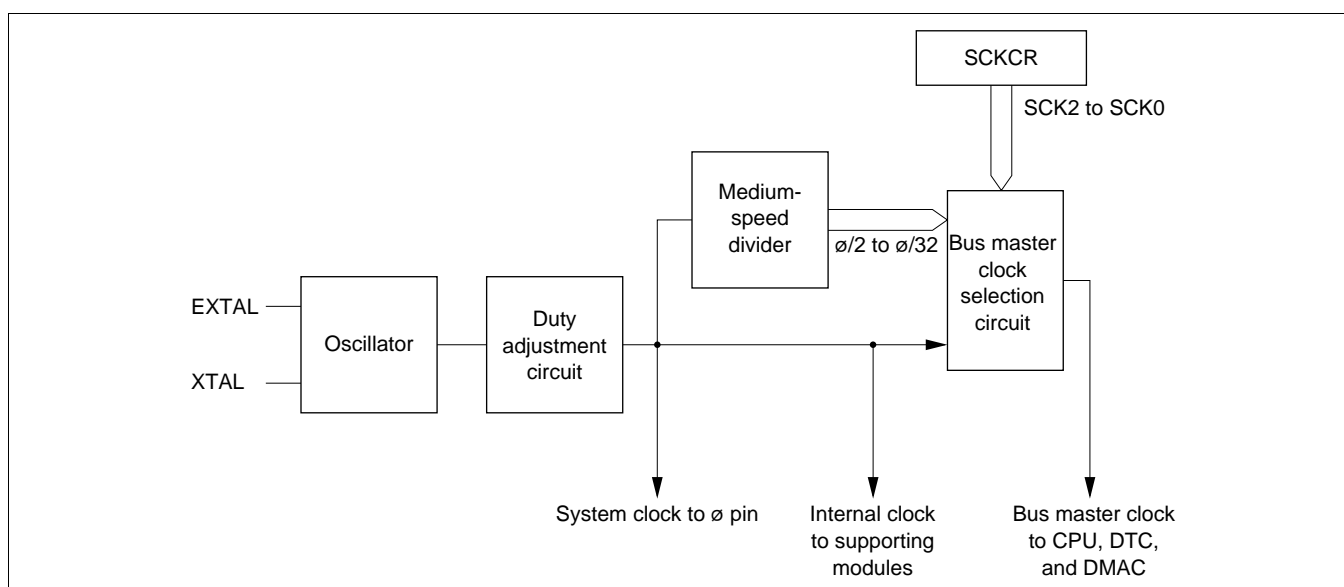 SCKCR
SCK2 to SCK0
Medium-
speed
divider
ø/2 to ø/32
Bus master
clock
selection
circuit
EXTAL
XTAL
Oscillator
Duty
adjustment
circuit
System clock to ø pin
Internal clock
to supporting
modules
Bus master clock
to CPU, DTC,
and DMAC